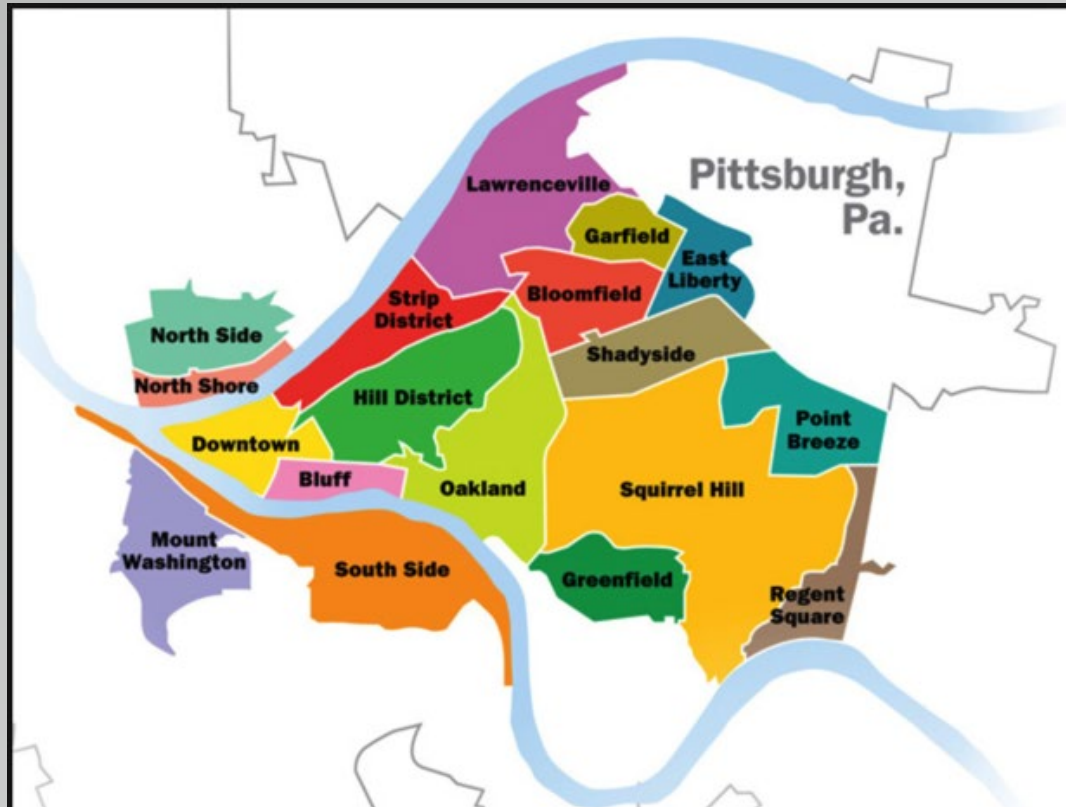 Pittsburgh,
Pa.
Lawrenceville
Garfield
East
Liberty
Bloomfield
Strip
District
Shadyside
North Side
North Shore
Hill District
Point
Breeze
Downtown
Bluff
Oakland
Squirrel Hill
Mount
Washington
South Side
Greenfield
Regent
Square